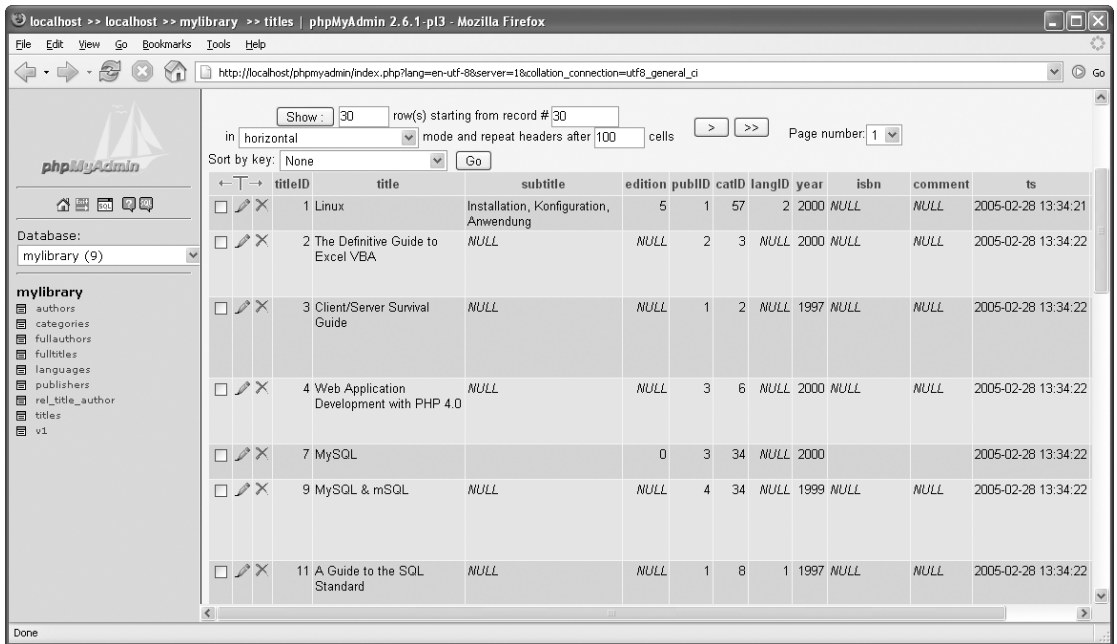 localhost >> localhost >> mylibrary >> titles | phpMyAdmin 2.6.1-pl3 - Mozilla Firefox
File Edit View Go Bookmarks Tools Help
http://localhost/phpmyadmin/index.php?lang=en-utf-8&server=1&collation_connection=utf8_general_ci Go
phpMyAdmin
SQL
Database:
mylibrary (9)
mylibrary
authors
categories
fullauthors
fulltitles
languages
publishers
rel_title_author
titles
v1
Show : 30 row(s) starting from record # 30
in horizontal mode and repeat headers after 100 cells > >> Page number: 1
Sort by key: None Go
←T→ titleID title subtitle edition publID catID langID year isbn comment ts
1 Linux Installation, Konfiguration, 5 1 57 2 2000 NULL NULL 2005-02-28 13:34:21
Anwendung
2 The Definitive Guide to NULL NULL 2 3 NULL 2000 NULL NULL 2005-02-28 13:34:22
Excel VBA
3 Client/Server Survival NULL NULL 1 2 NULL 1997 NULL NULL 2005-02-28 13:34:22
Guide
4 Web Application NULL NULL 3 6 NULL 2000 NULL NULL 2005-02-28 13:34:22
Development with PHP 4.0
7 MySQL 0 3 34 NULL 2000 2005-02-28 13:34:22
9 MySQL & mSQL NULL NULL 4 34 NULL 1999 NULL NULL 2005-02-28 13:34:22
11 A Guide to the SQL NULL NULL 1 8 1 1997 NULL NULL 2005-02-28 13:34:22
Standard
Done